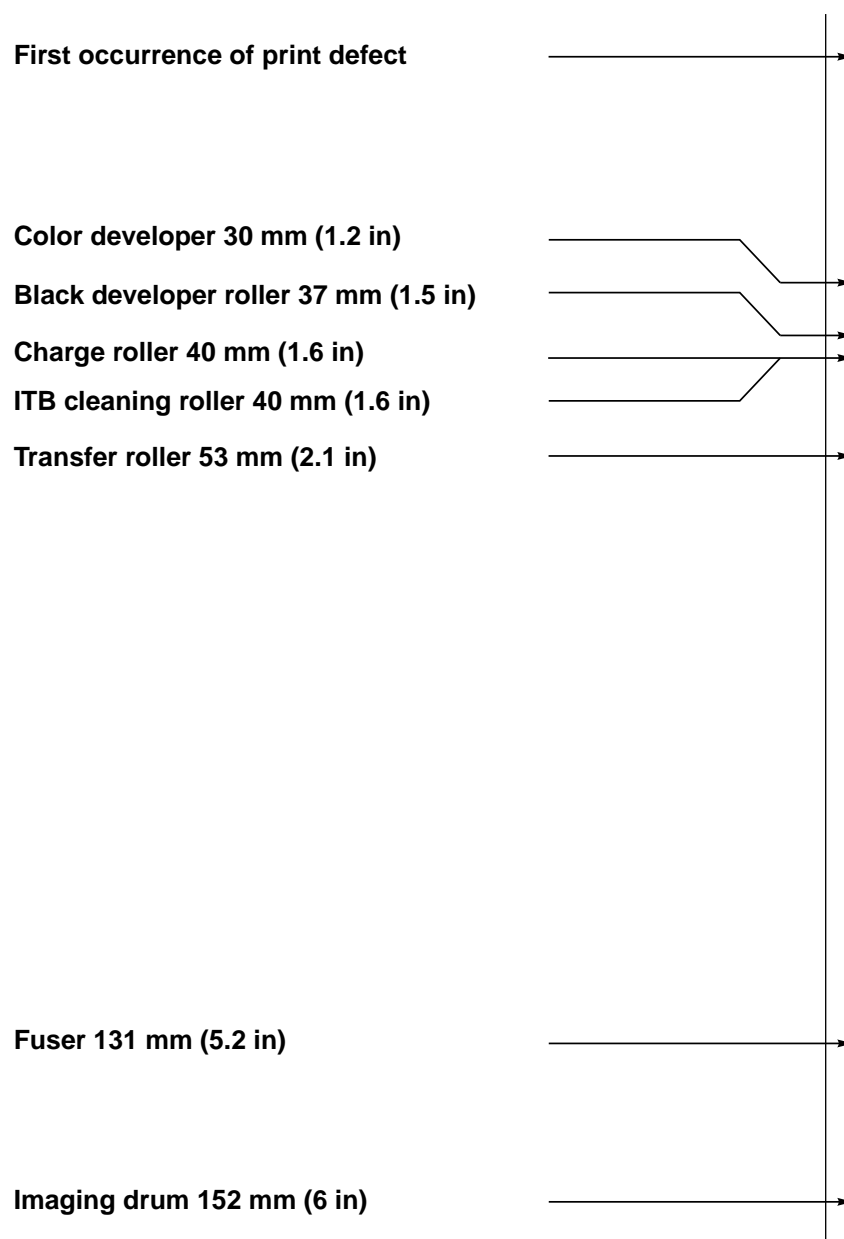 First occurrence of print defect
Color developer 30 mm (1.2 in)
Black developer roller 37 mm (1.5 in)
Charge roller 40 mm (1.6 in)
ITB cleaning roller 40 mm (1.6 in)
Transfer roller 53 mm (2.1 in)
Fuser 131 mm (5.2 in)
Imaging drum 152 mm (6 in)